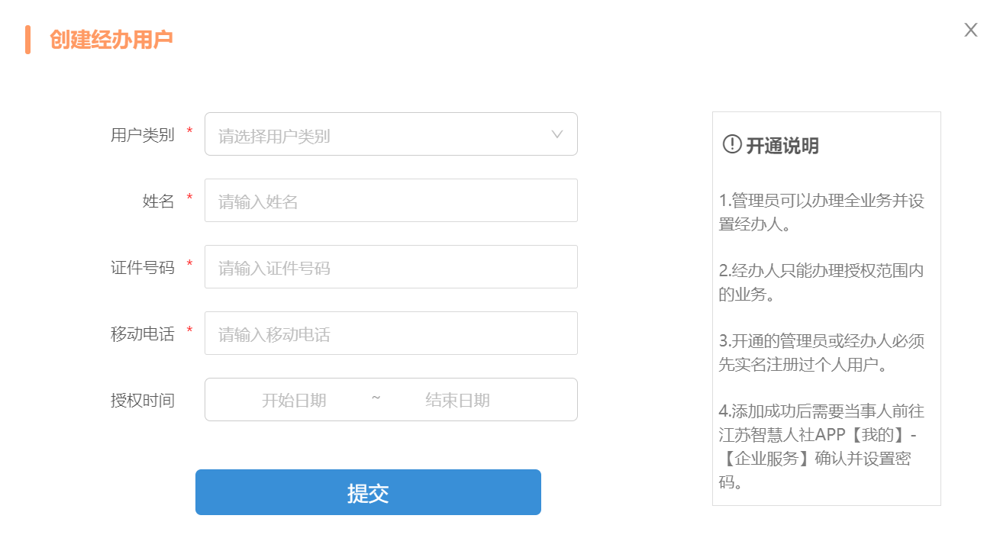 创建经办用户
X
用户类别 *
请选择用户类别
姓名 *
请输入姓名
证件号码 *
请输入证件号码
移动电话 *
请输入移动电话
授权时间
开始日期 ~ 结束日期
提交
开通说明
1.管理员可以办理全业务并设
置经办人。
2.经办人只能办理授权范围内
的业务。
3.开通的管理员或经办人必须
先实名注册过个人用户。
4.添加成功后需要当事人前往
江苏智慧人社APP【我的】-
【企业服务】确认并设置密
码。